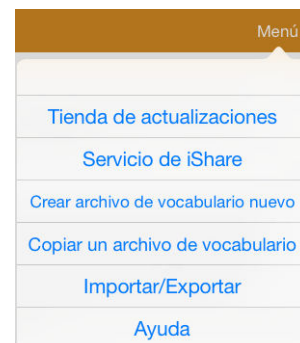 Menú
Tienda de actualizaciones
Servicio de iShare
Crear archivo de vocabulario nuevo
Copiar un archivo de vocabulario
Importar/Exportar
Ayuda